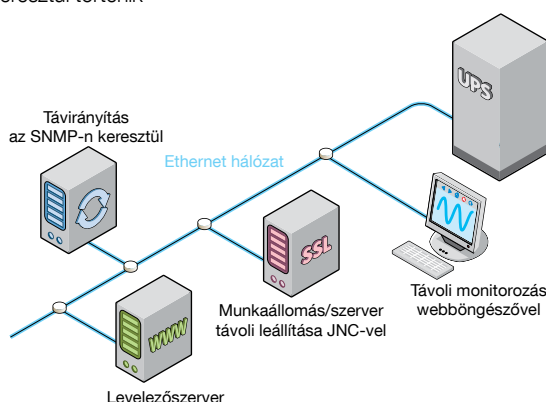 UPS
Távirányítás
az SNMP-n keresztül
Ethernet hálózat
SSL
Munkaállomás/szerver
távoli leállítása JNC-vel
Távoli monitorozás
webböngészővel
WWW
Levelezőszerver